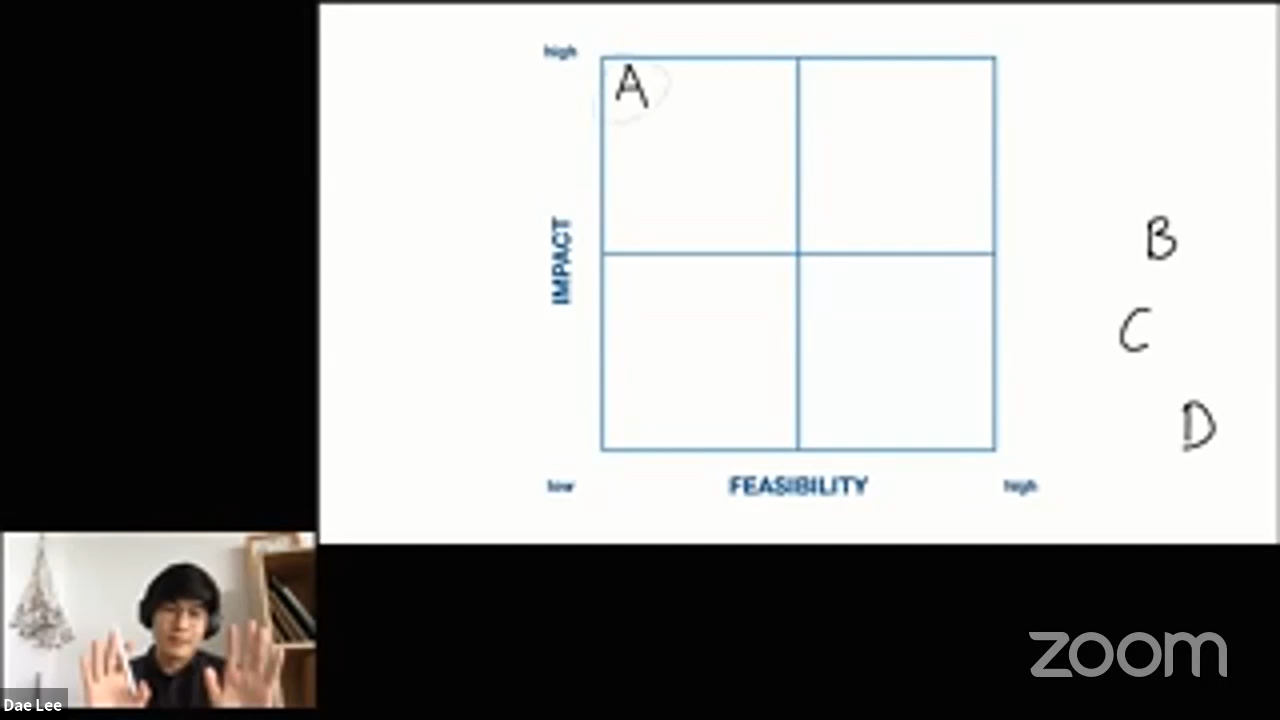 high
A
IMPACT
B
C
D
low
FEASIBILITY
high
Dae Lee
zoom